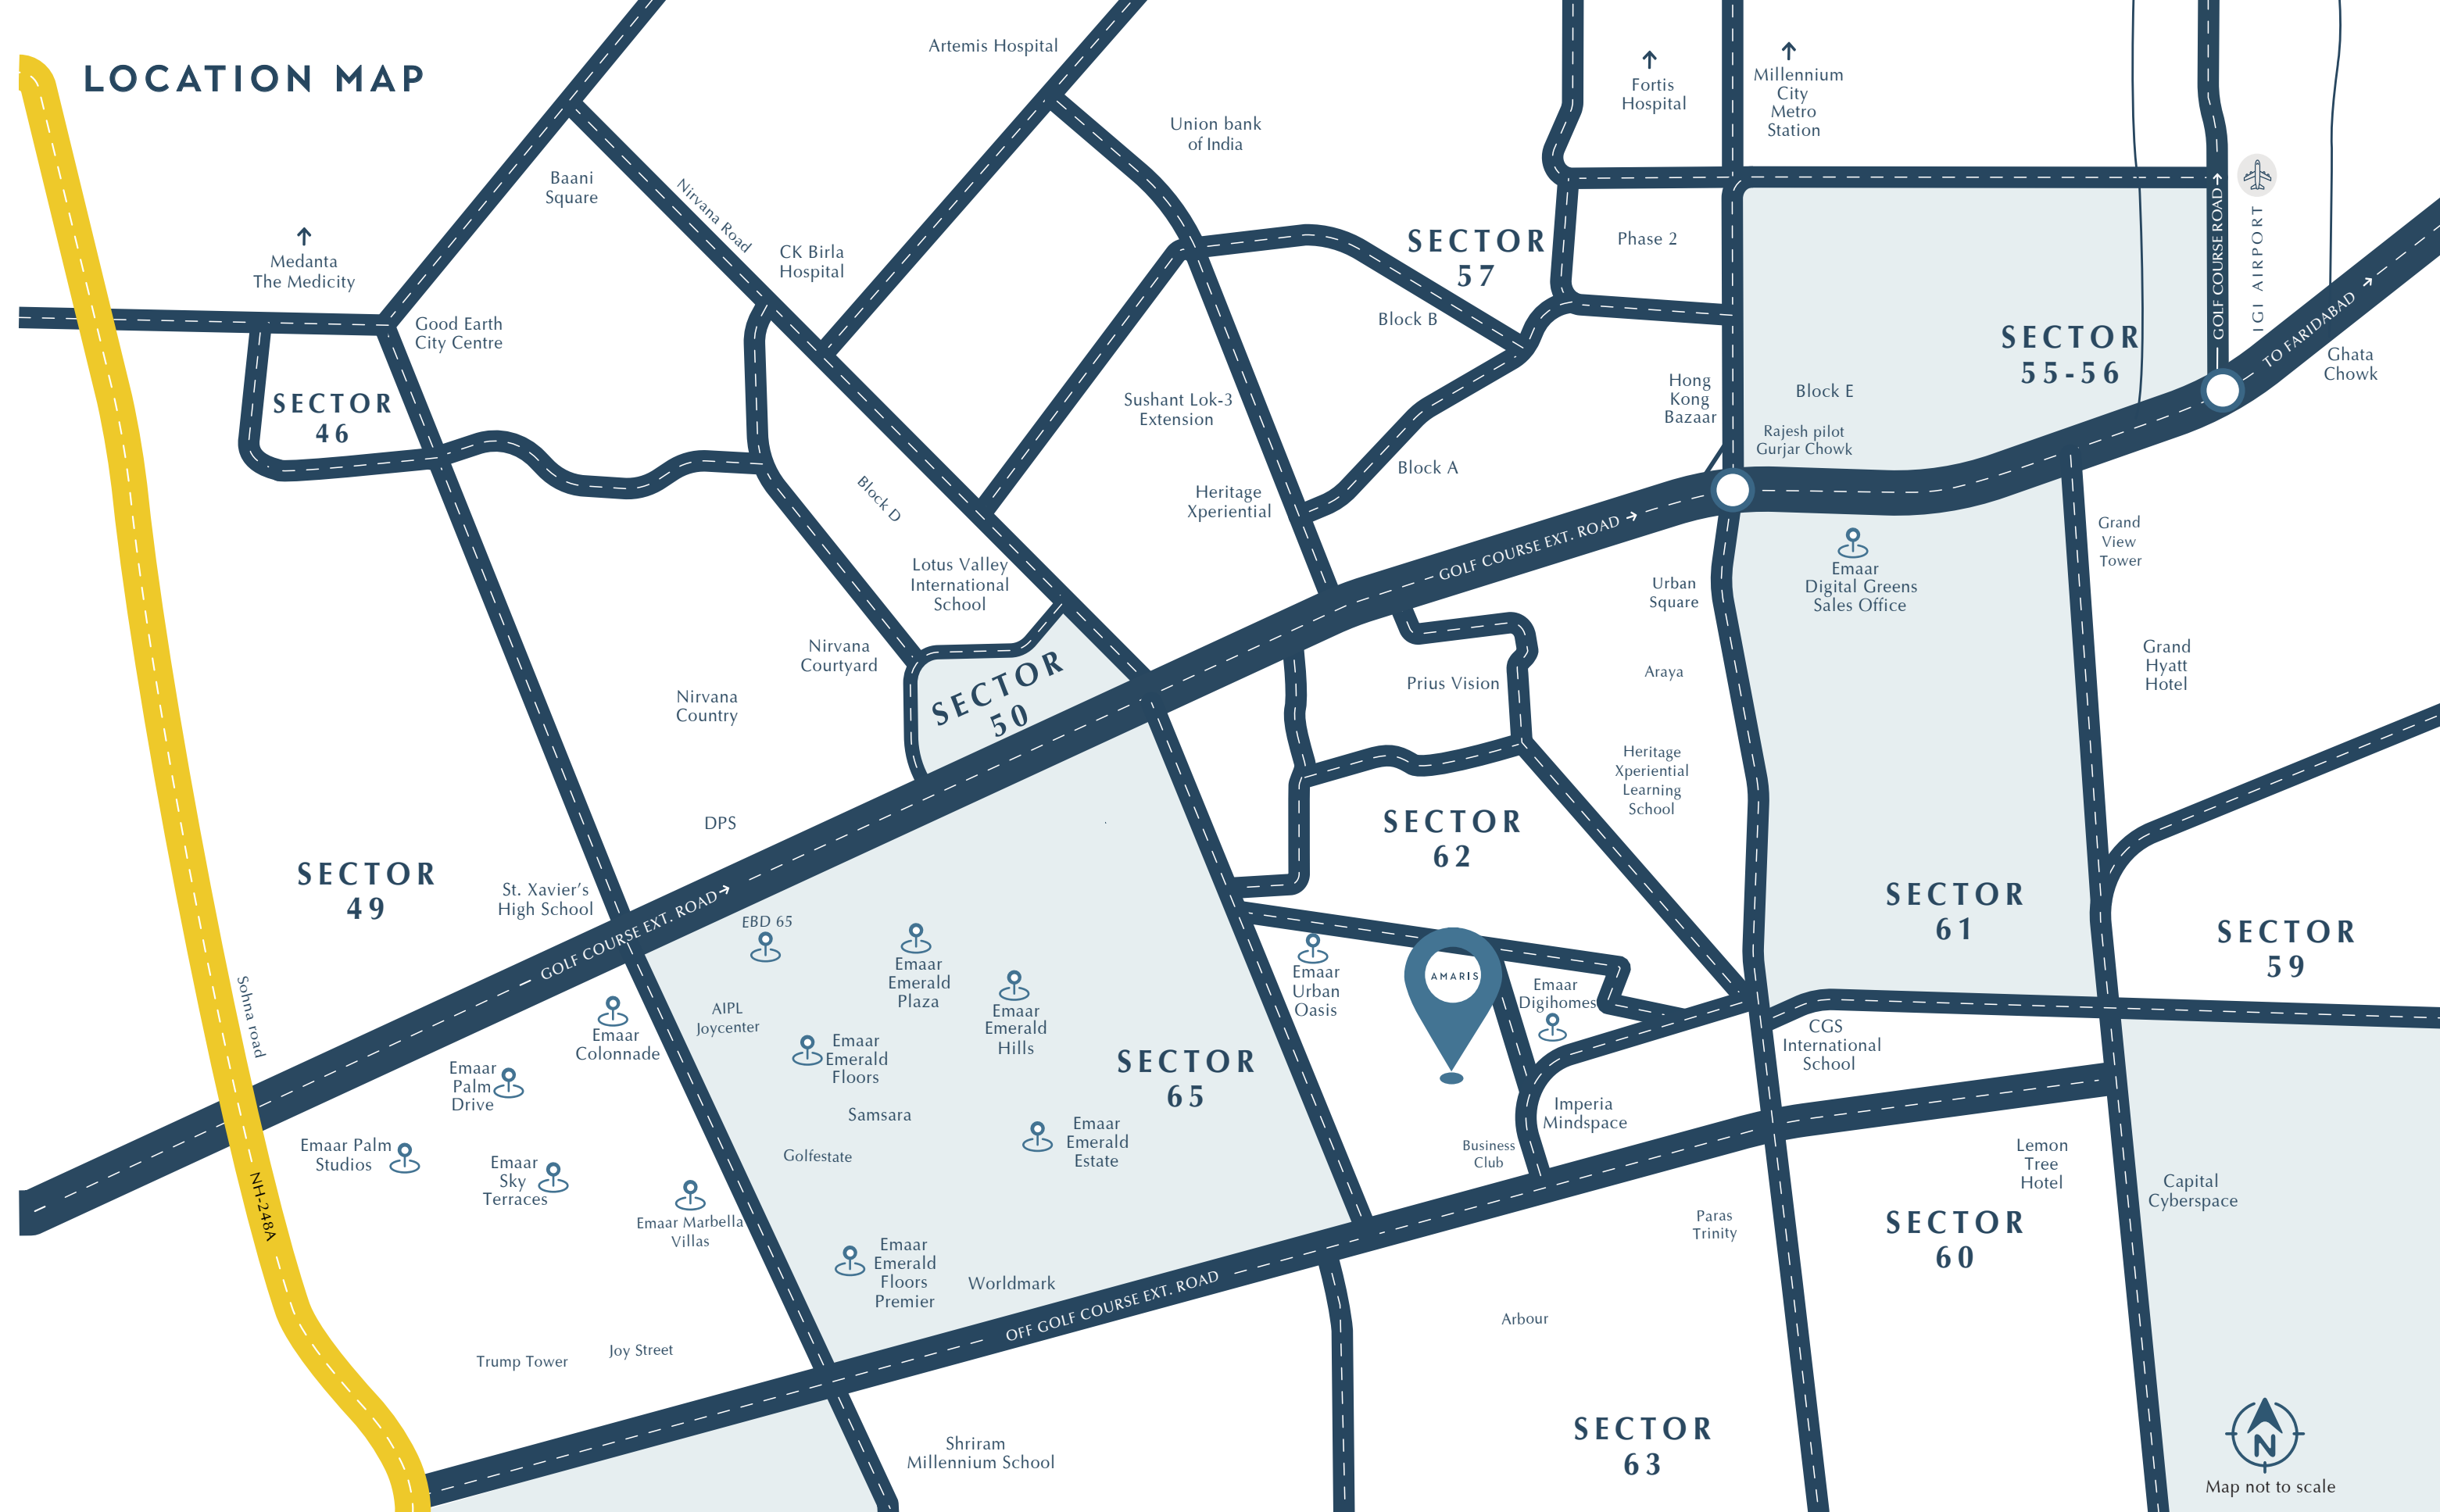 LOCATION MAP
Artemis Hospital
Union bank
of India
Fortis
Hospital
Millennium
City
Metro
Station
Baani
Square
Nirvana Road
CK Birla
Hospital
Medanta
The Medicity
Good Earth
City Centre
SECTOR
46
SECTOR
57
Phase 2
Block B
Block A
Sushant Lok-3
Extension
Heritage
Xperiential
Hong
Kong
Bazaar
Block E
Rajesh pilot
Gurjar Chowk
SECTOR
55-56
GOLF COURSE ROAD
IGI AIRPORT
TO FARIDABAD
Ghata
Chowk
Block D
Lotus Valley
International
School
Nirvana
Courtyard
Nirvana
Country
SECTOR
50
GOLF COURSE EXT. ROAD
Urban
Square
Emaar
Digital Greens
Sales Office
Grand
View
Tower
Grand
Hyatt
Hotel
Prius Vision
Araya
Heritage
Xperiential
Learning
School
DPS
SECTOR
62
SECTOR
49
St. Xavier's
High School
GOLF COURSE EXT. ROAD
EBD 65
Emaar
Emerald
Plaza
Emaar
Emerald
Hills
SECTOR
61
SECTOR
59
Emaar
Urban
Oasis
AMARIS
Emaar
Digihomes
CGS
International
School
Sohna road
AIPL
Joycenter
Emaar
Colonnade
Emaar
Emerald
Floors
SECTOR
65
Emaar
Palm
Drive
Samsara
Emaar
Emerald
Estate
Golfestate
Imperia
Mindspace
Business
Club
Emaar Palm
Studios
Emaar
Sky
Terraces
NH-248A
Emaar Marbella
Villas
Emaar
Emerald
Floors
Premier
Worldmark
Lemon
Tree
Hotel
Capital
Cyberspace
Paras
Trinity
SECTOR
60
OFF GOLF COURSE EXT. ROAD
Arbour
Trump Tower
Joy Street
Shriram
Millennium School
SECTOR
63
N
Map not to scale